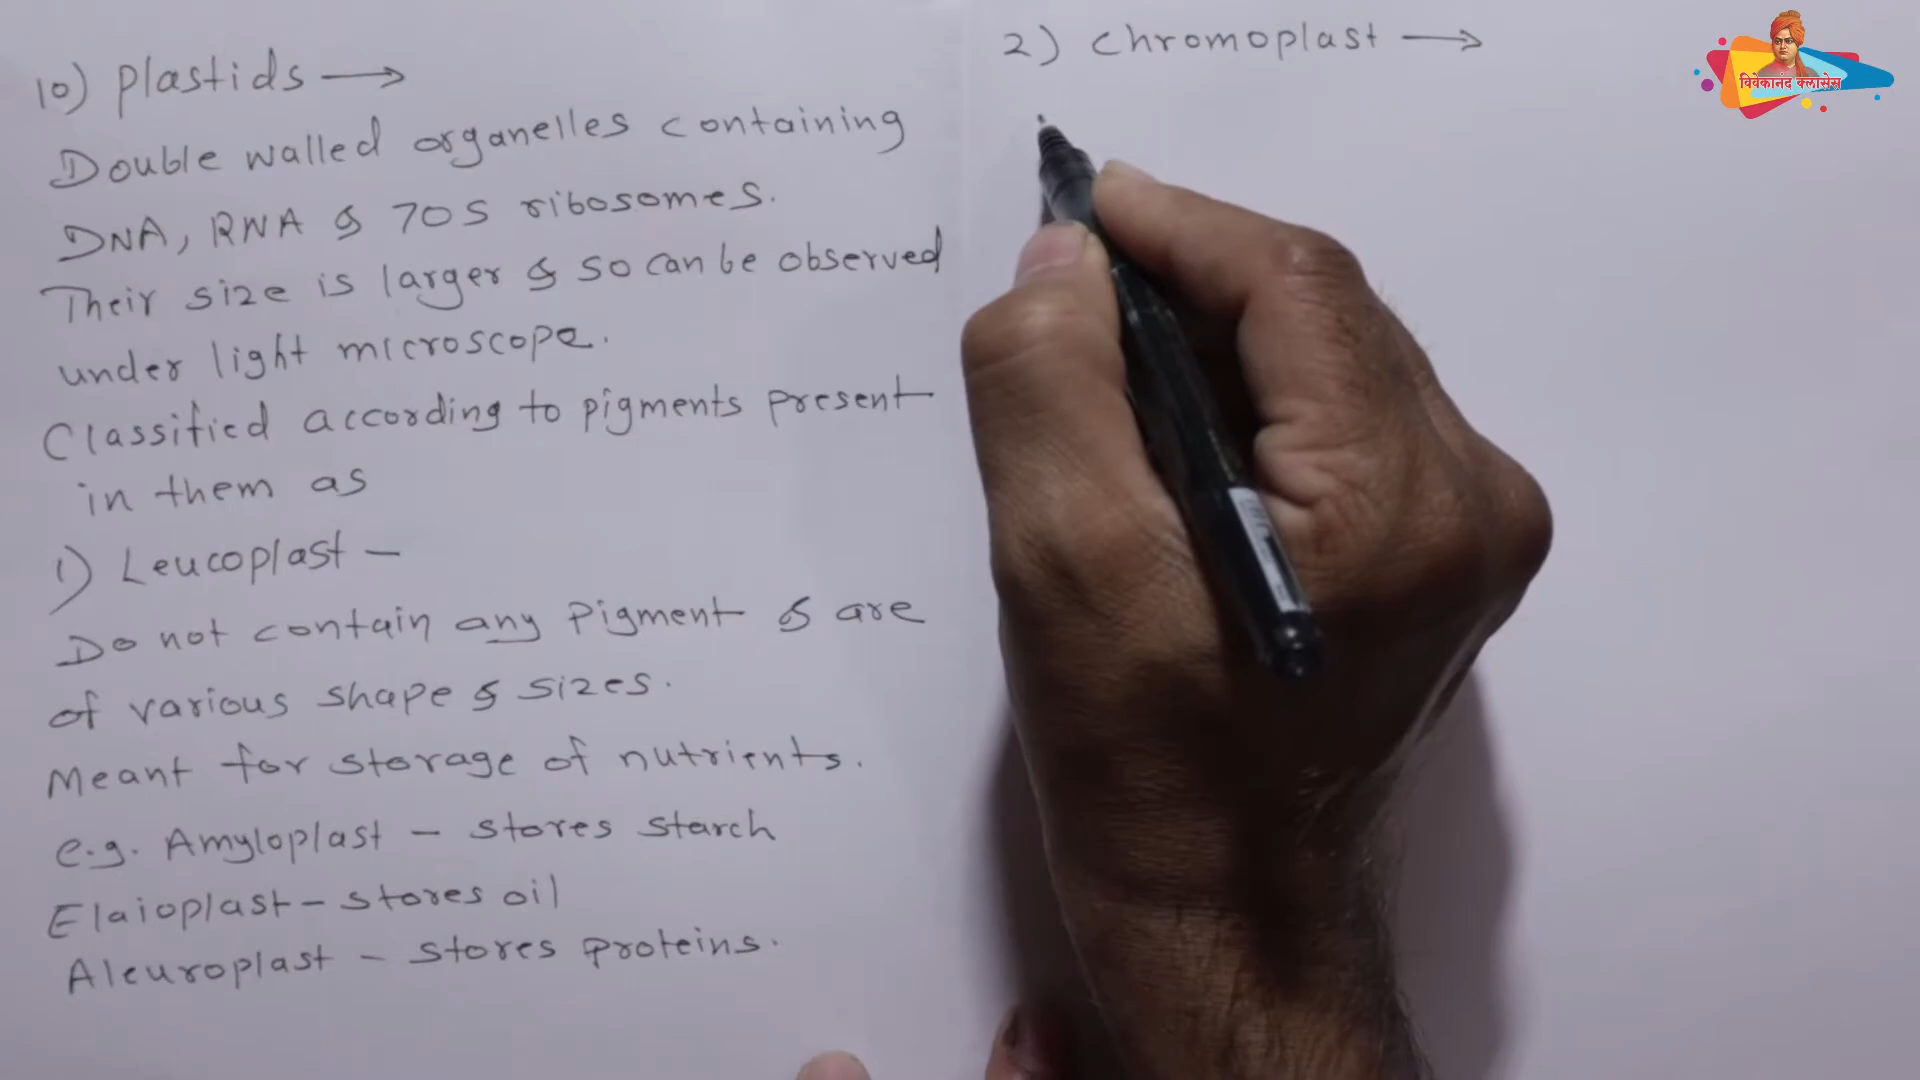 10) Plastids →
Double walled organelles containing
DNA, RNA & 70S ribosomes.
Their size is larger & so can be observed
under light microscope.
Classified according to pigments present
in them as
1) Leucoplast -
Do not contain any pigment & are
of various shape & sizes.
Meant for storage of nutrients.
e.g. Amyloplast - stores starch
Elaioplast - stores oil
Aleuroplast - stores proteins.
2) Chromoplast →
विवेकानंद क्लासेस